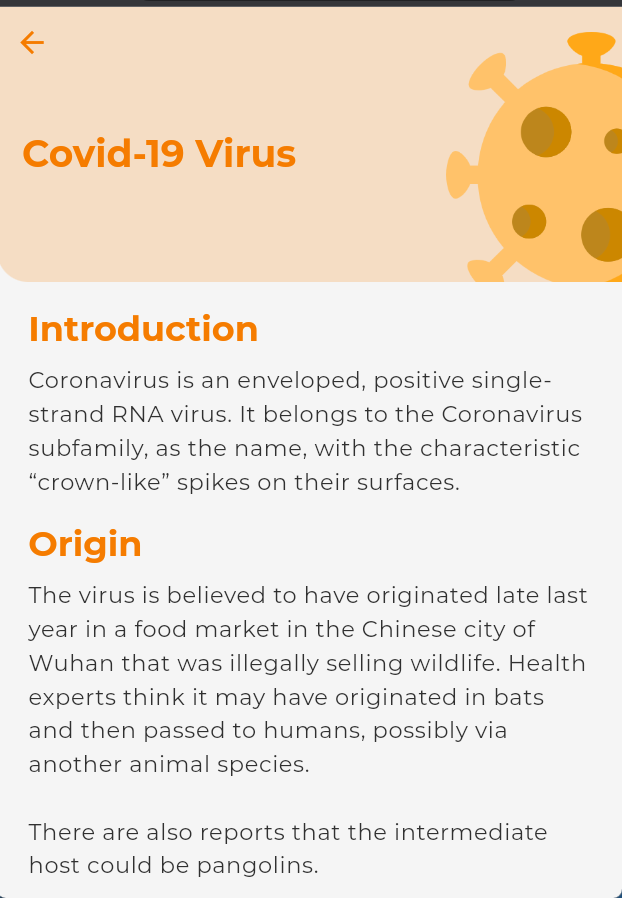 Covid-19 Virus
Introduction
Coronavirus is an enveloped, positive single-
strand RNA virus. It belongs to the Coronavirus
subfamily, as the name, with the characteristic
“crown-like” spikes on their surfaces.
Origin
The virus is believed to have originated late last
year in a food market in the Chinese city of
Wuhan that was illegally selling wildlife. Health
experts think it may have originated in bats
and then passed to humans, possibly via
another animal species.
There are also reports that the intermediate
host could be pangolins.